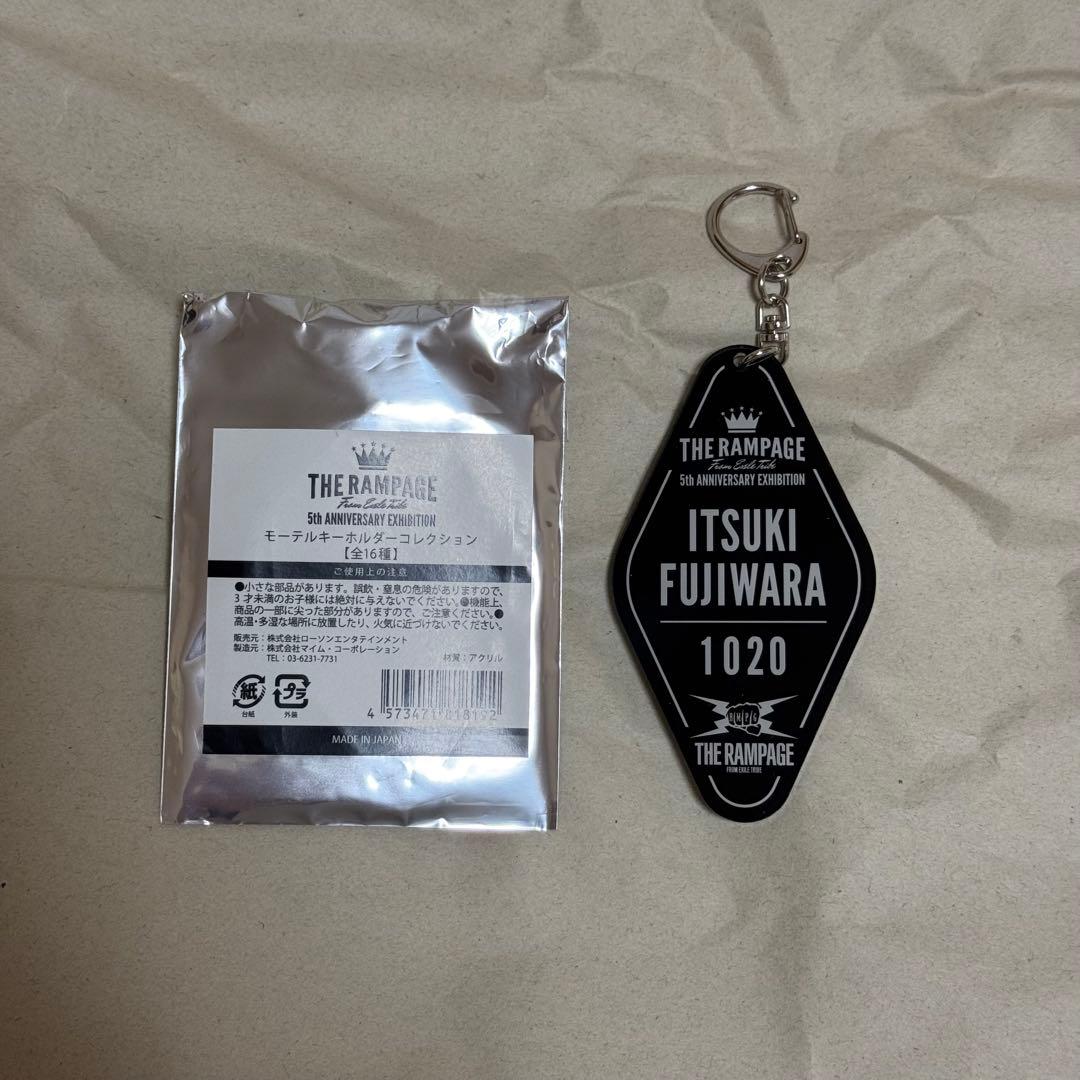 THE RAMPAGE
From Exile Tribe
5th ANNIVERSARY EXHIBITION
モーテルキーホルダーコレクション
【全16種】
ご使用上の注意
●小さな部品があります。誤飲・窒息の危険がありますので、
3才未満のお子様には絶対に与えないでください。●機能上、
商品の一部に尖った部分がありますので、ご注意ください。●
高温・多湿な場所に放置したり、火気に近づけないでください。
販売元:株式会社ローソンエンタテインメント
製造元:株式会社マイム・コーポレーション
TEL:03-6231-7731
材質:アクリル
紙
台紙
プラ
外装
4 573471 818192
MADE IN JAPAN
THE RAMPAGE
From Exile Tribe
5th ANNIVERSARY EXHIBITION
ITSUKI
FUJIWARA
1020
RMPG
THE RAMPAGE
FROM EXILE TRIBE